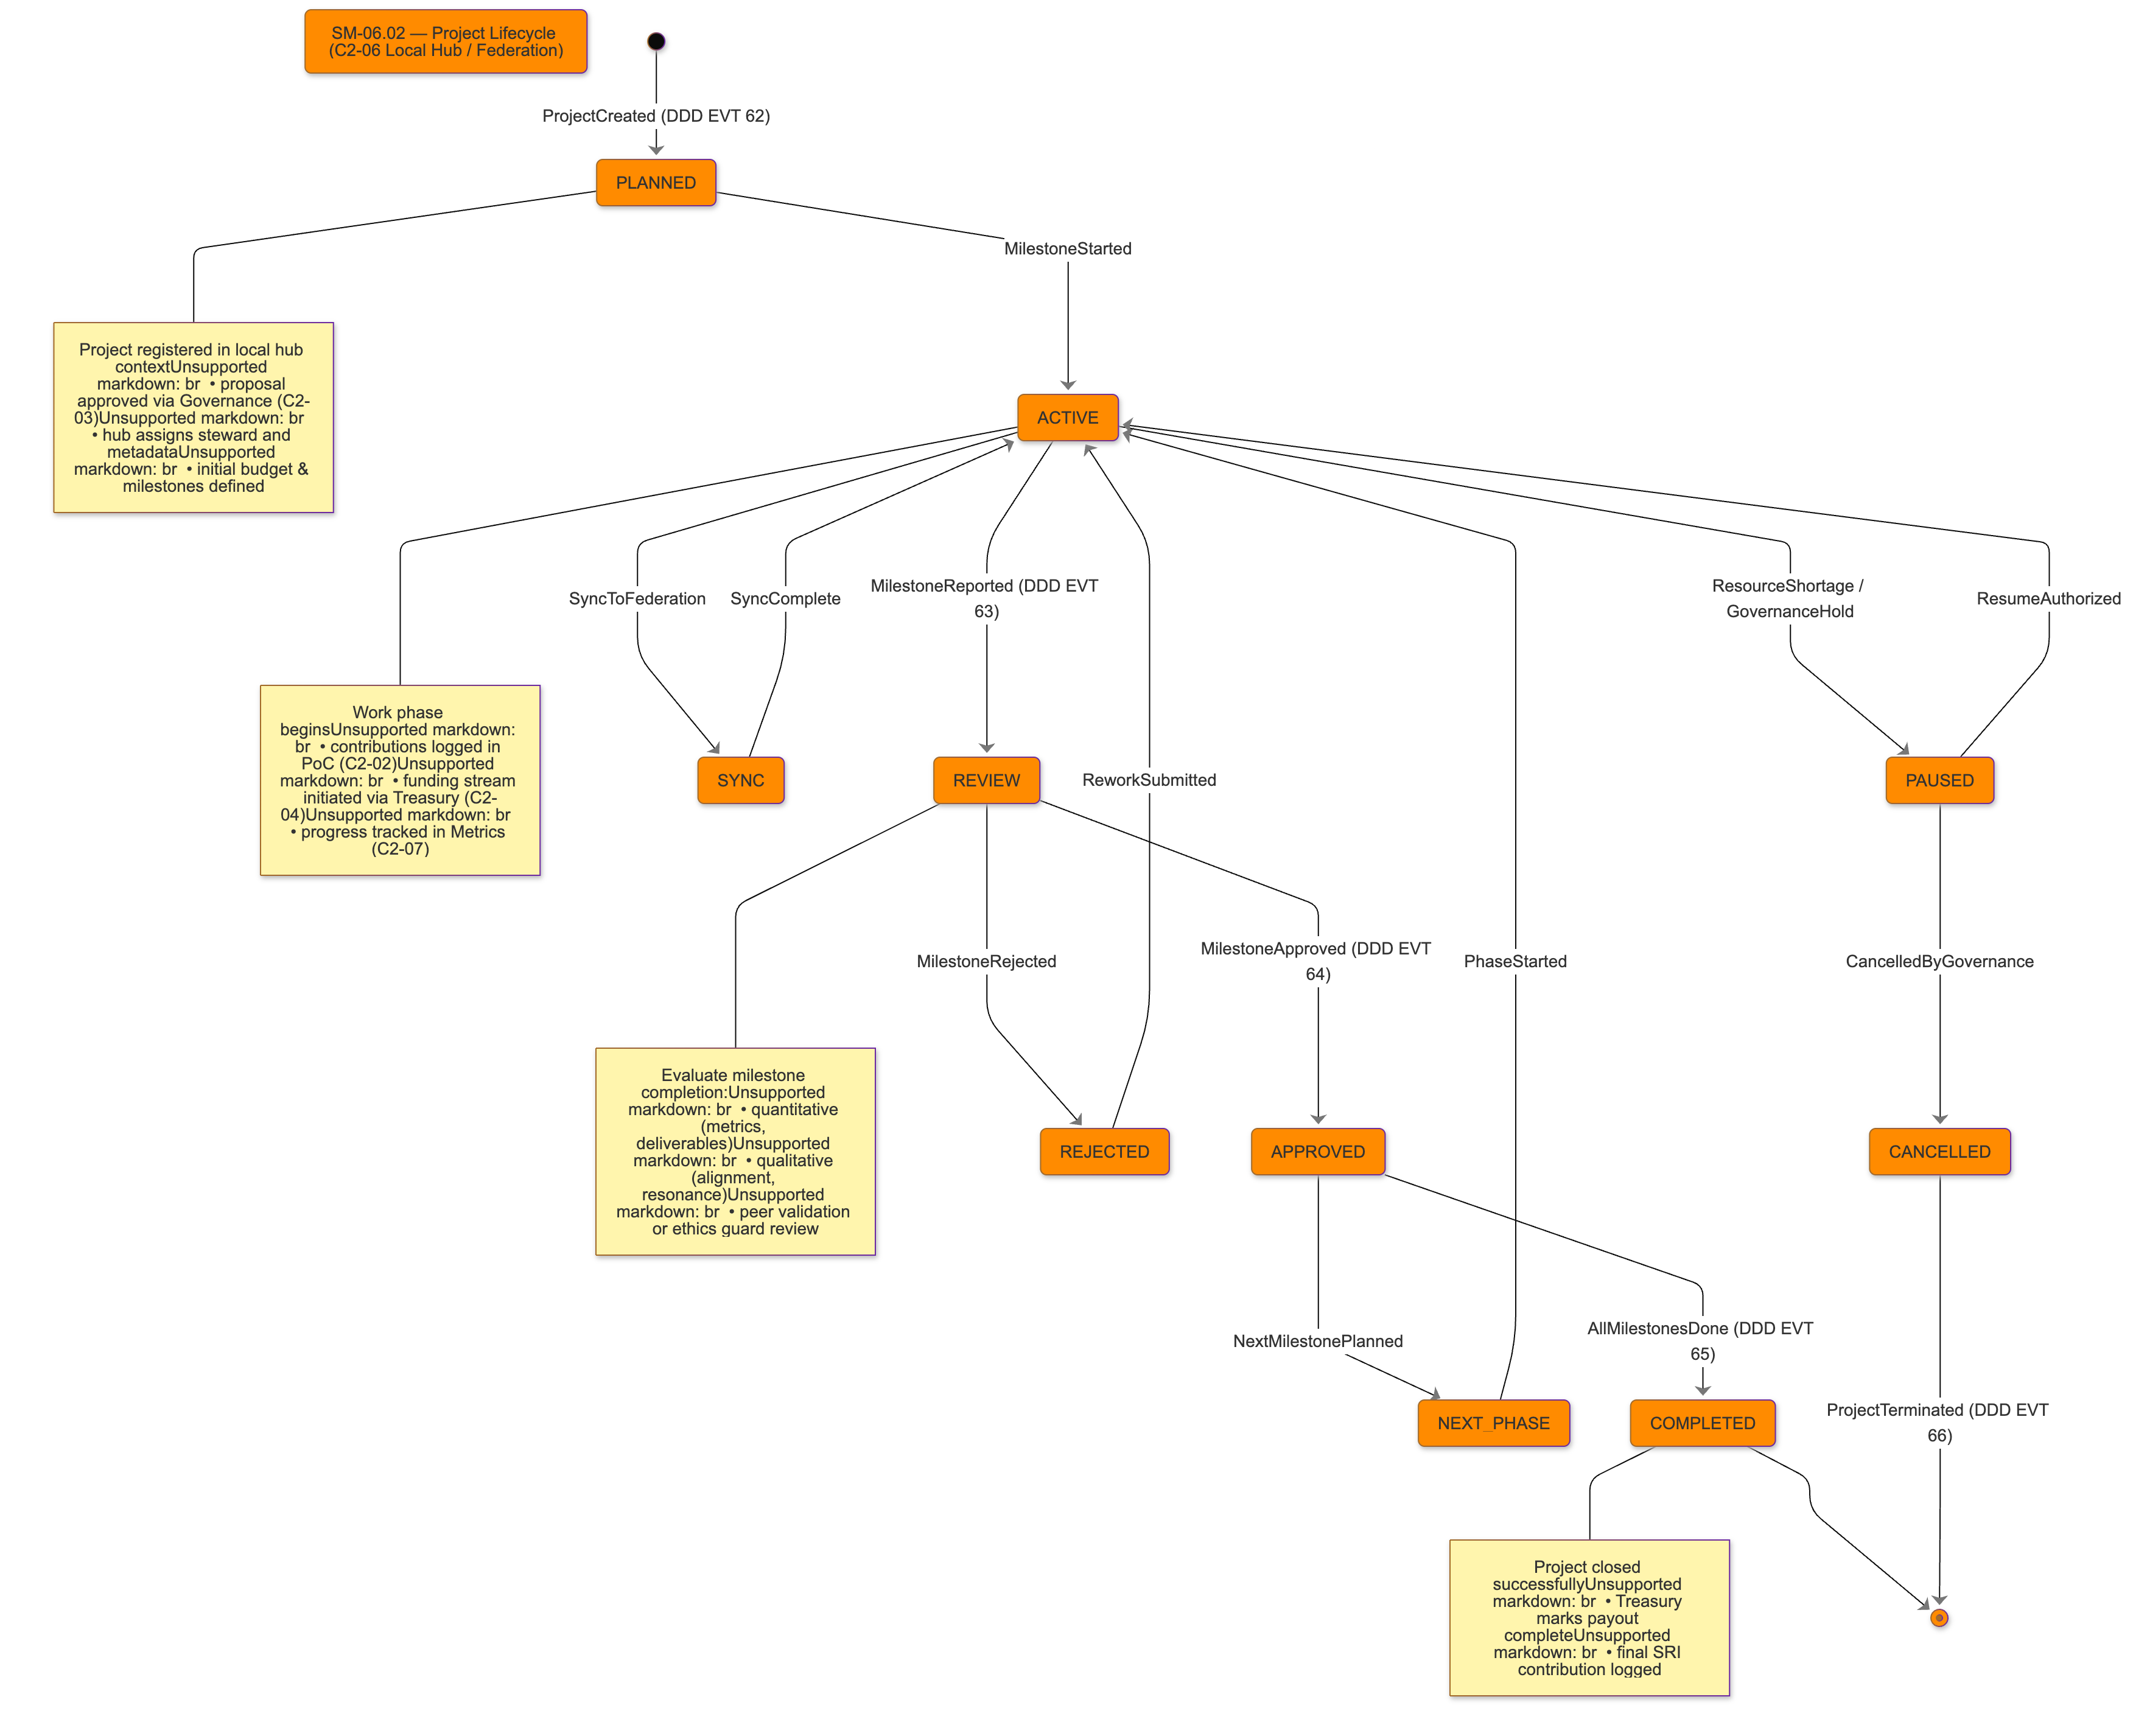 SM-06.02 — Project Lifecycle
(C2-06 Local Hub / Federation)
ProjectCreated (DDD EVT 62)
PLANNED
MilestoneStarted
Project registered in local hub
contextUnsupported
markdown: br • proposal
approved via Governance (C2-
03)Unsupported markdown: br
• hub assigns steward and
metadataUnsupported
markdown: br • initial budget &
milestones defined
ACTIVE
SyncToFederation
SyncComplete
MilestoneReported (DDD EVT
63)
ResourceShortage /
GovernanceHold
ResumeAuthorized
Work phase
beginsUnsupported markdown:
br • contributions logged in
PoC (C2-02)Unsupported
markdown: br • funding stream
initiated via Treasury (C2-
04)Unsupported markdown: br
• progress tracked in Metrics
(C2-07)
SYNC
REVIEW
ReworkSubmitted
PAUSED
MilestoneRejected
MilestoneApproved (DDD EVT
64)
PhaseStarted
CancelledByGovernance
Evaluate milestone
completion:Unsupported
markdown: br • quantitative
(metrics,
deliverables)Unsupported
markdown: br • qualitative
(alignment,
resonance)Unsupported
markdown: br • peer validation
or ethics guard review
REJECTED
APPROVED
CANCELLED
NextMilestonePlanned
AllMilestonesDone (DDD EVT
65)
NEXT_PHASE
COMPLETED
ProjectTerminated (DDD EVT
66)
Project closed
successfullyUnsupported
markdown: br • Treasury
marks payout
completeUnsupported
markdown: br • final SRI
contribution logged